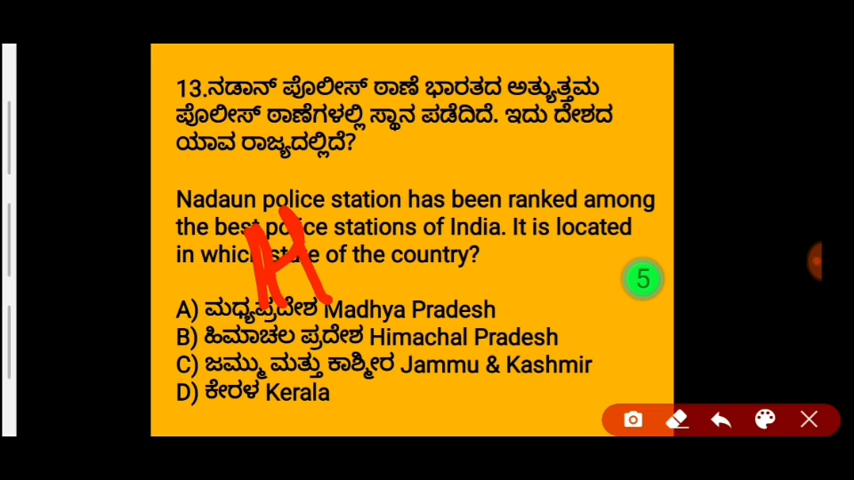 13.ನಡಾನ್ ಪೊಲೀಸ್ ಠಾಣೆ ಭಾರತದ ಅತ್ಯುತ್ತಮ
ಪೊಲೀಸ್ ಠಾಣೆಗಳಲ್ಲಿ ಸ್ಥಾನ ಪಡೆದಿದೆ. ಇದು ದೇಶದ
ಯಾವ ರಾಜ್ಯದಲ್ಲಿದೆ?
Nadaun police station has been ranked among
the best police stations of India. It is located
in which state of the country?
H
5
A) ಮಧ್ಯಪ್ರದೇಶ Madhya Pradesh
B) ಹಿಮಾಚಲ ಪ್ರದೇಶ Himachal Pradesh
C) ಜಮ್ಮು ಮತ್ತು ಕಾಶ್ಮೀರ Jammu & Kashmir
D) ಕೇರಳ Kerala